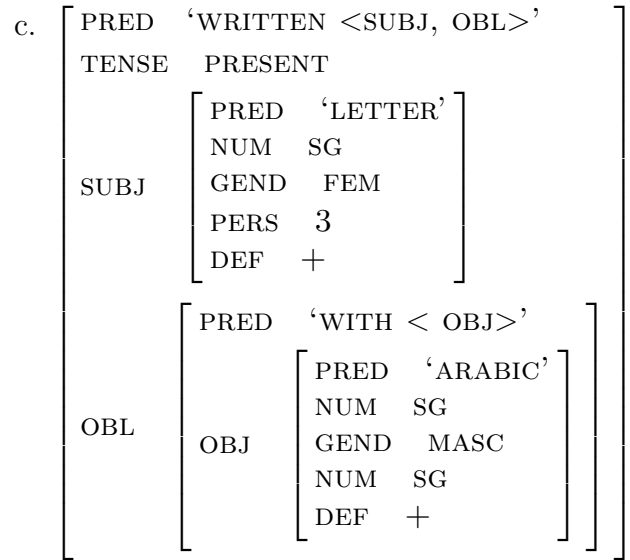 c. PRED ‘WRITTEN <SUBJ, OBL>’
TENSE PRESENT
PRED ‘LETTER’
NUM SG
SUBJ GEND FEM
PERS 3
DEF +
PRED ‘WITH < OBJ>’
PRED ‘ARABIC’
NUM SG
OBL OBJ GEND MASC
NUM SG
DEF +